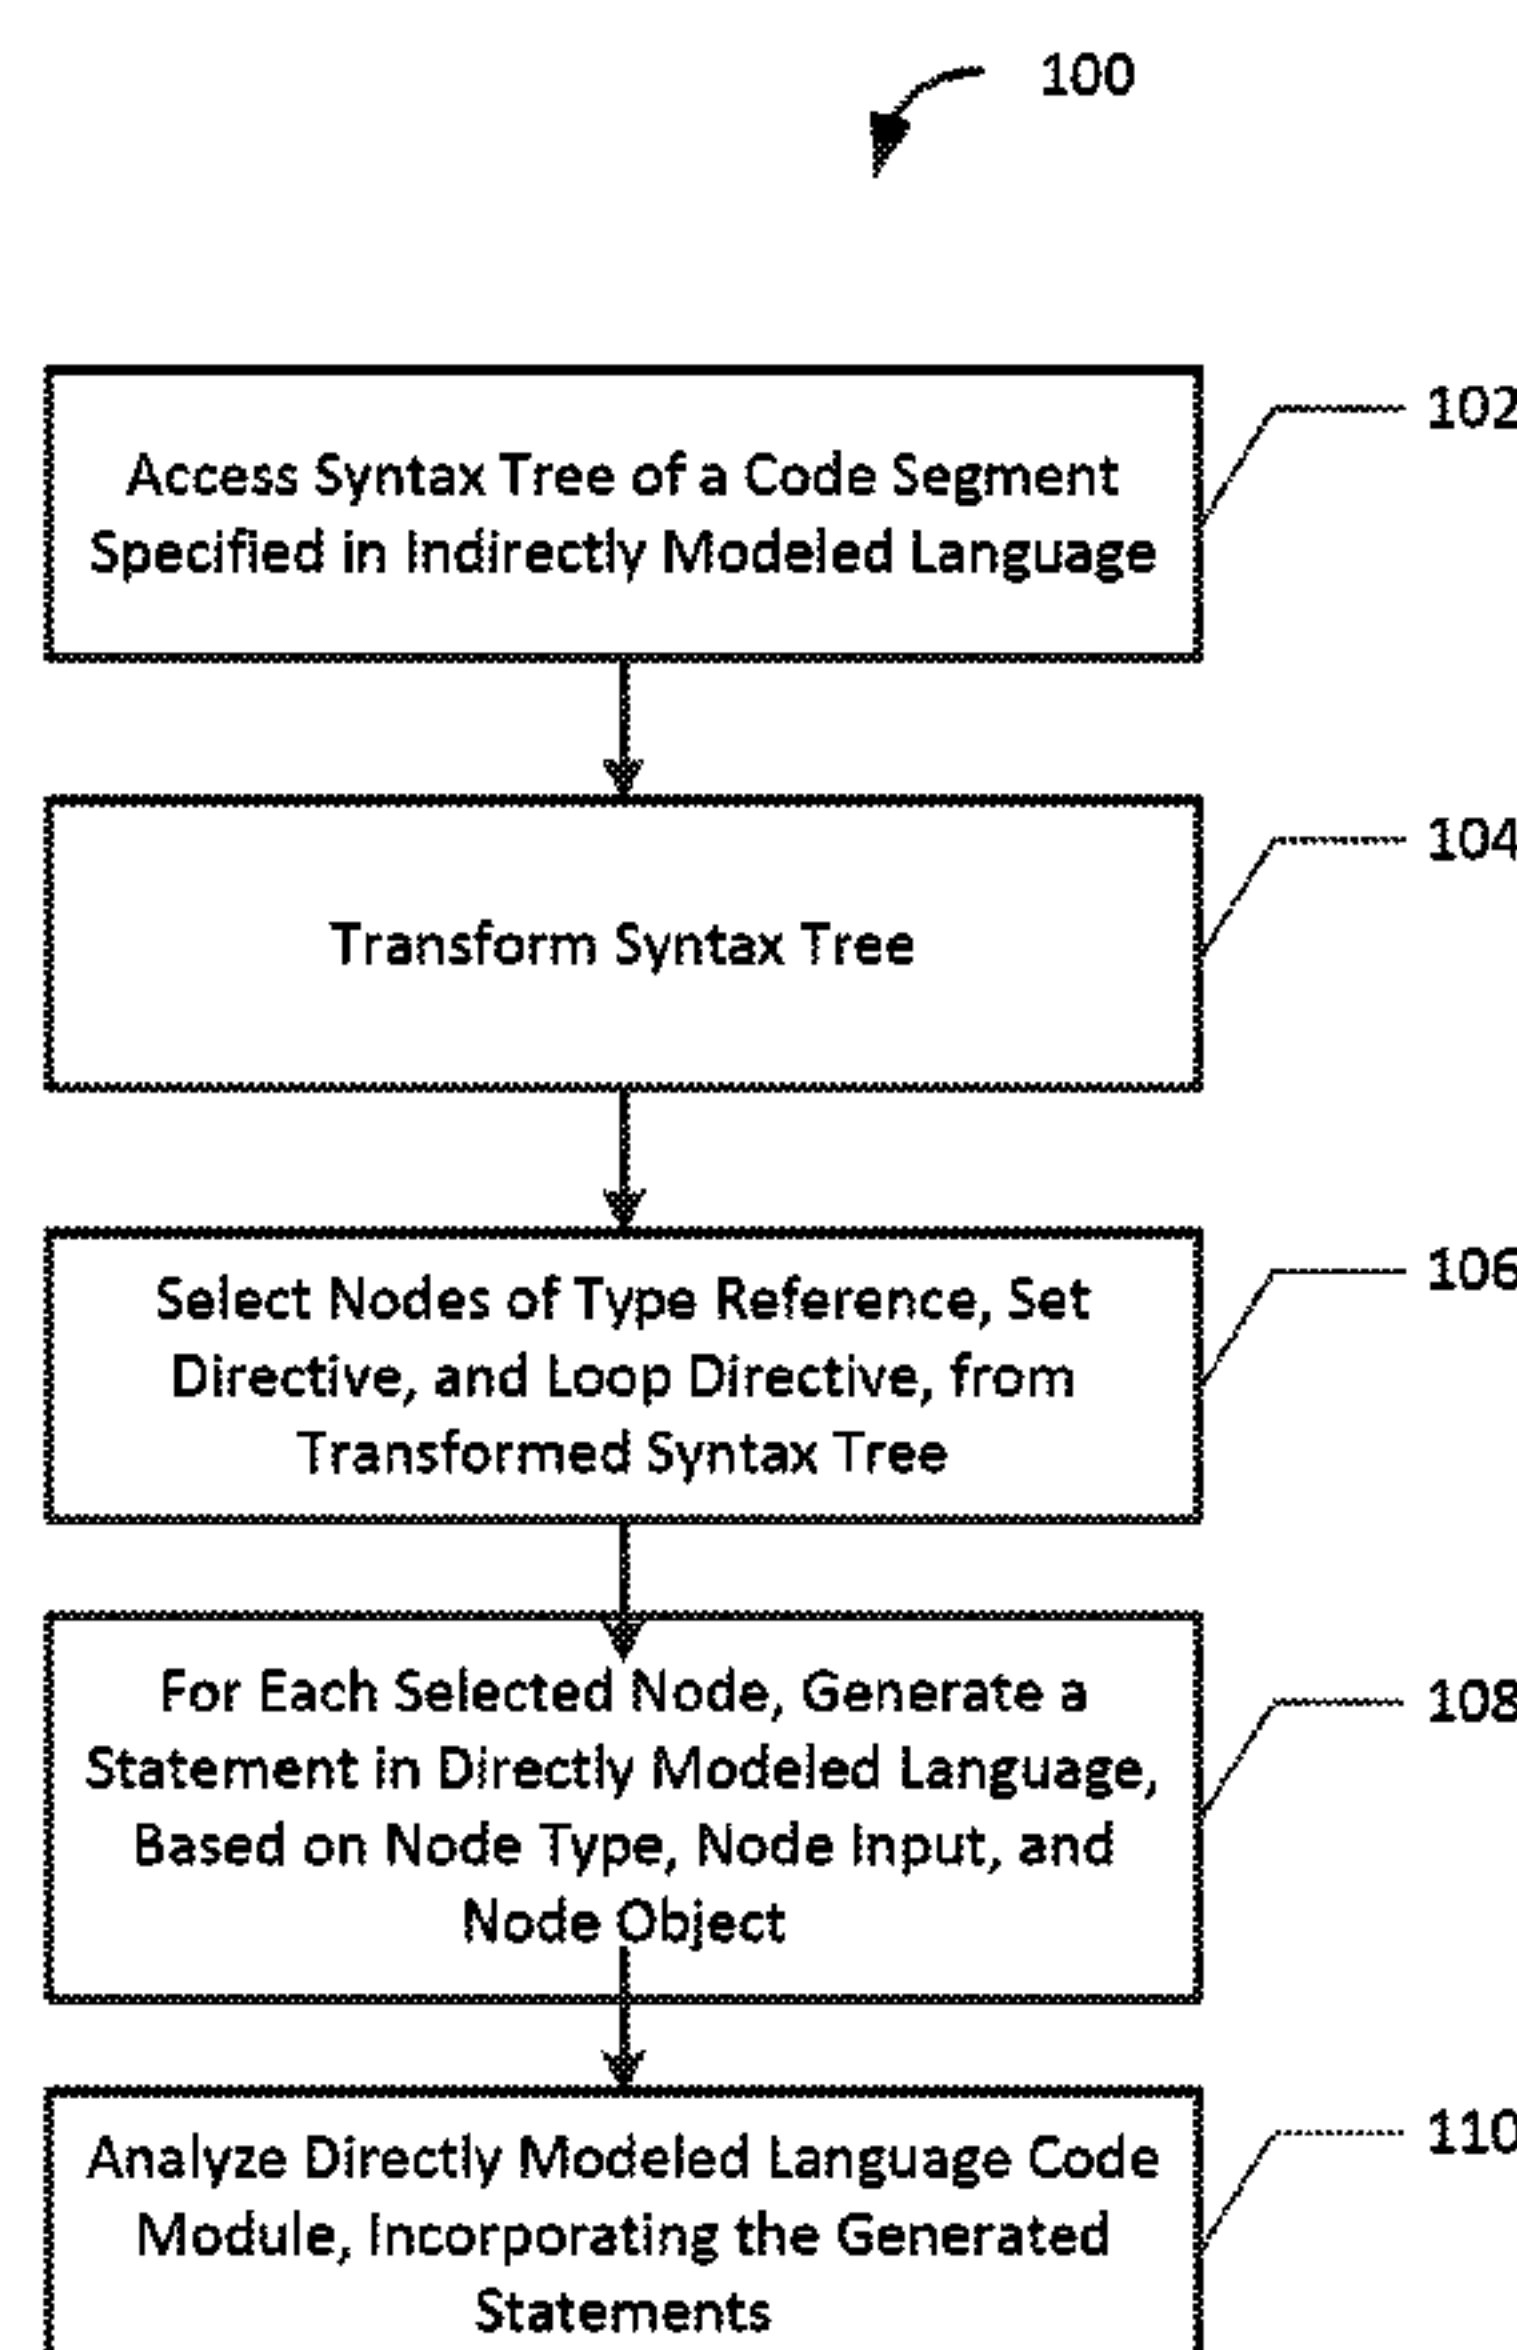 100
Access Syntax Tree of a Code Segment
Specified in Indirectly Modeled Language
102
Transform Syntax Tree
104
Select Nodes of Type Reference, Set
Directive, and Loop Directive, from
Transformed Syntax Tree
106
For Each Selected Node, Generate a
Statement in Directly Modeled Language,
Based on Node Type, Node Input, and
Node Object
108
Analyze Directly Modeled Language Code
Module, Incorporating the Generated
Statements
110